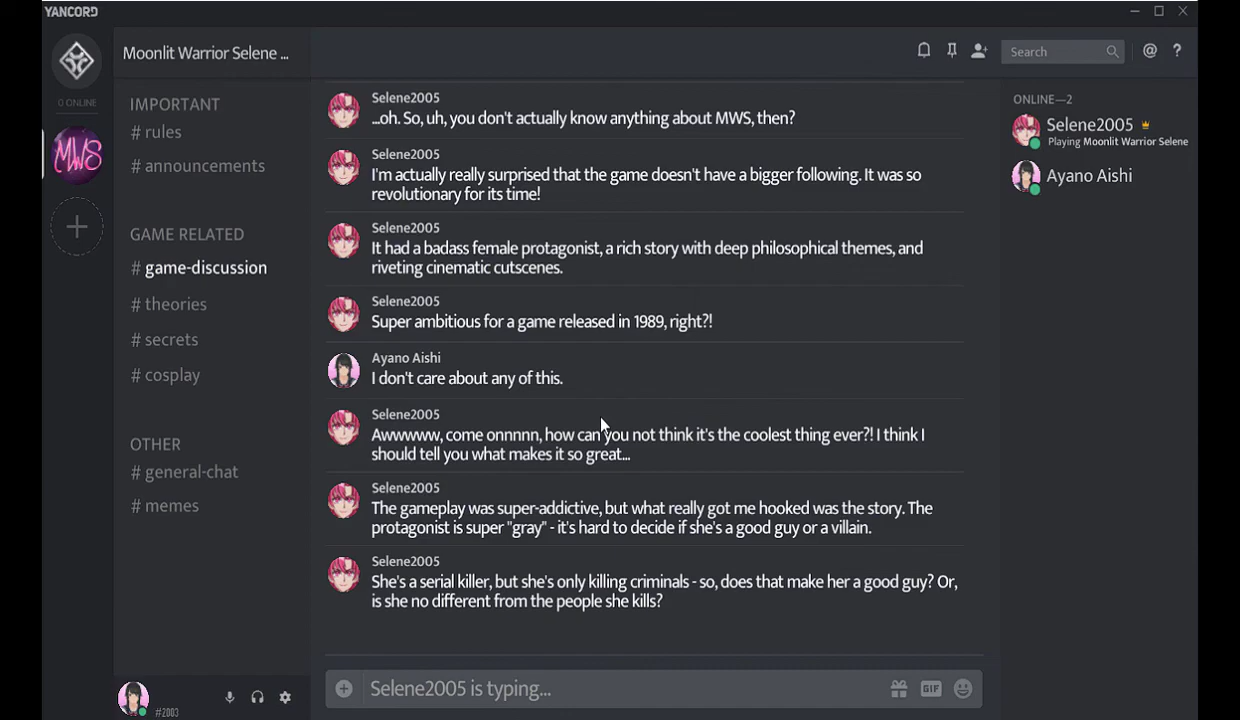 YANCORD
0 ONLINE
MWS
Moonlit Warrior Selene ...
IMPORTANT
# rules
# announcements
GAME RELATED
# game-discussion
# theories
# secrets
# cosplay
OTHER
# general-chat
# memes
#2003
Search
@ ?
Selene2005
...oh. So, uh, you don't actually know anything about MWS, then?
Selene2005
I'm actually really surprised that the game doesn't have a bigger following. It was so
revolutionary for its time!
Selene2005
It had a badass female protagonist, a rich story with deep philosophical themes, and
riveting cinematic cutscenes.
Selene2005
Super ambitious for a game released in 1989, right?!
Ayano Aishi
I don't care about any of this.
Selene2005
Awwwww, come onnnnn, how can you not think it's the coolest thing ever?! I think I
should tell you what makes it so great...
Selene2005
The gameplay was super-addictive, but what really got me hooked was the story. The
protagonist is super "gray" - it's hard to decide if she's a good guy or a villain.
Selene2005
She's a serial killer, but she's only killing criminals - so, does that make her a good guy? Or,
is she no different from the people she kills?
Selene2005 is typing...
GIF
ONLINE—2
Selene2005
Playing Moonlit Warrior Selene
Ayano Aishi